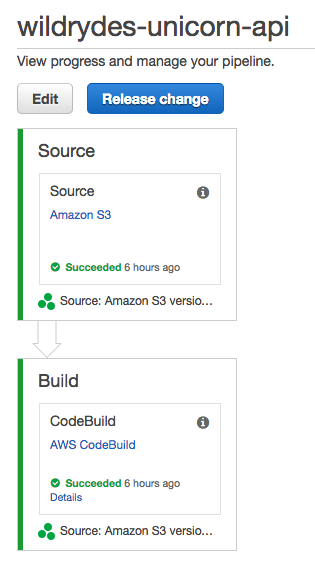 wildrydes-unicorn-api
View progress and manage your pipeline.
Edit
Release change
Source
Source
Amazon S3
Succeeded 6 hours ago
Source: Amazon S3 versio...
Build
CodeBuild
AWS CodeBuild
Succeeded 6 hours ago
Details
Source: Amazon S3 versio...